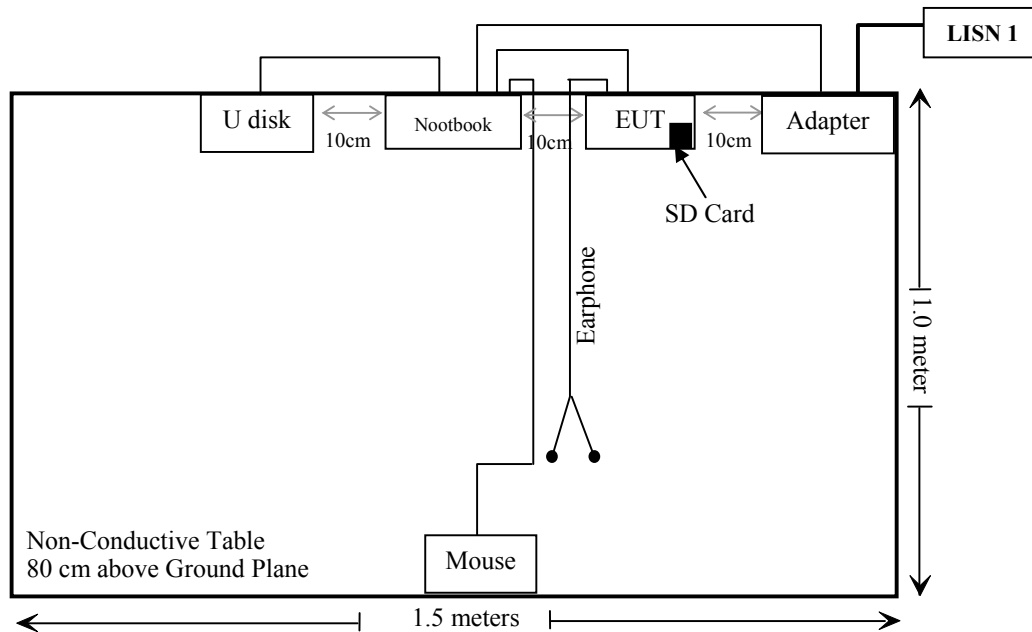 LISN 1
U disk
Nootbook
EUT
Adapter
10cm
10cm
10cm
SD Card
Earphone
1.0 meter
Non-Conductive Table
80 cm above Ground Plane
Mouse
1.5 meters